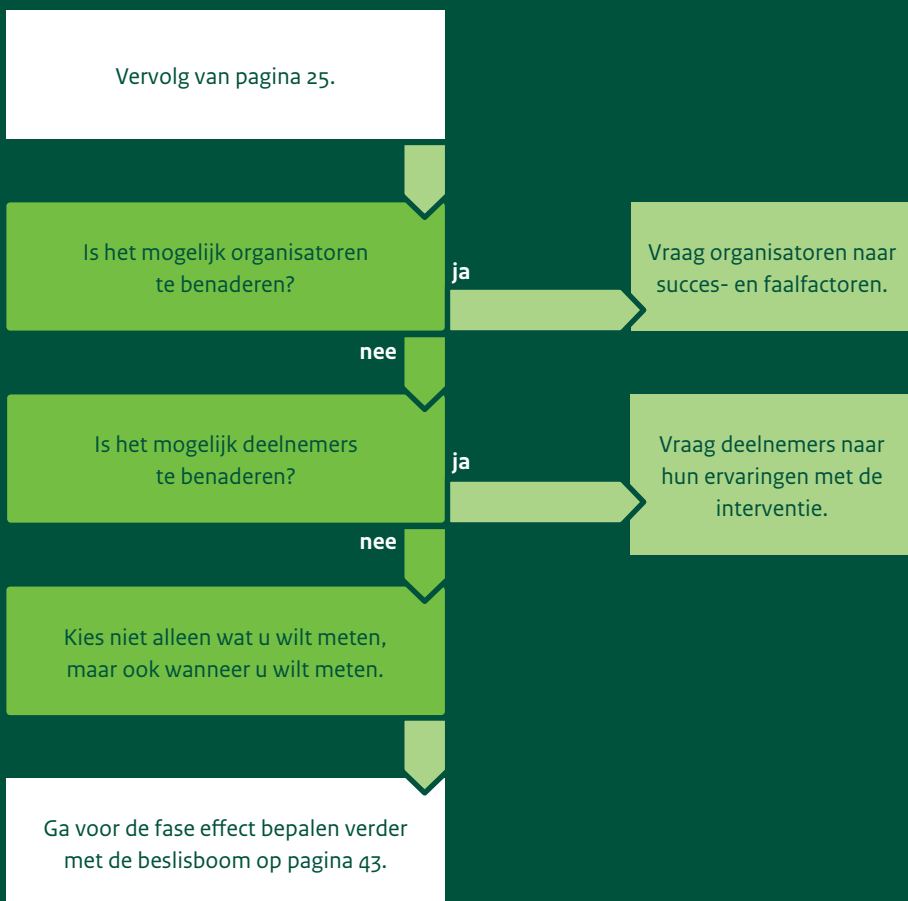 Vervolg van pagina 25.
Is het mogelijk organisatoren
te benaderen?
ja
Vraag organisatoren naar
succes- en faalfactoren.
nee
Is het mogelijk deelnemers
te benaderen?
ja
Vraag deelnemers naar
hun ervaringen met de
interventie.
nee
Kies niet alleen wat u wilt meten,
maar ook wanneer u wilt meten.
Ga voor de fase effect bepalen verder
met de beslisboom op pagina 43.